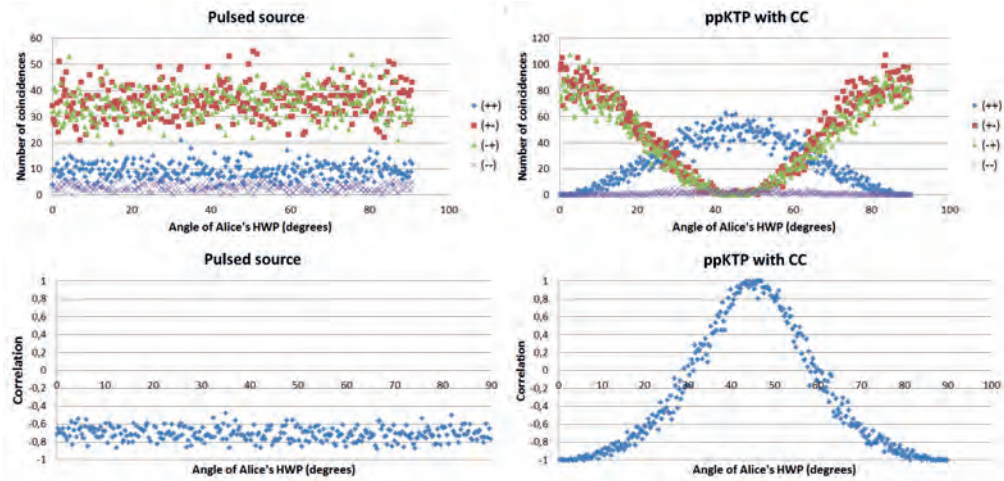 Pulsed source
60
50
40
30
20
10
0
0 20 40 60 80 100
Number of coincidences
Angle of Alice's HWP (degrees)
(++)
(+-)
(-+)
(--)
ppKTP with CC
120
100
80
60
40
20
0
0 20 40 60 80 100
Number of coincidences
Angle of Alice's HWP (degrees)
(++)
(+-)
(-+)
(--)
Pulsed source
1
0,8
0,6
0,4
0,2
0
-0,2
-0,4
-0,6
-0,8
-1
0 10 20 30 40 50 60 70 80 90
Correlation
Angle of Alice's HWP (degrees)
ppKTP with CC
1
0,8
0,6
0,4
0,2
0
-0,2
-0,4
-0,6
-0,8
-1
0 10 20 30 40 50 60 70 80 90 100
Correlation
Angle of Alice's HWP (degrees)